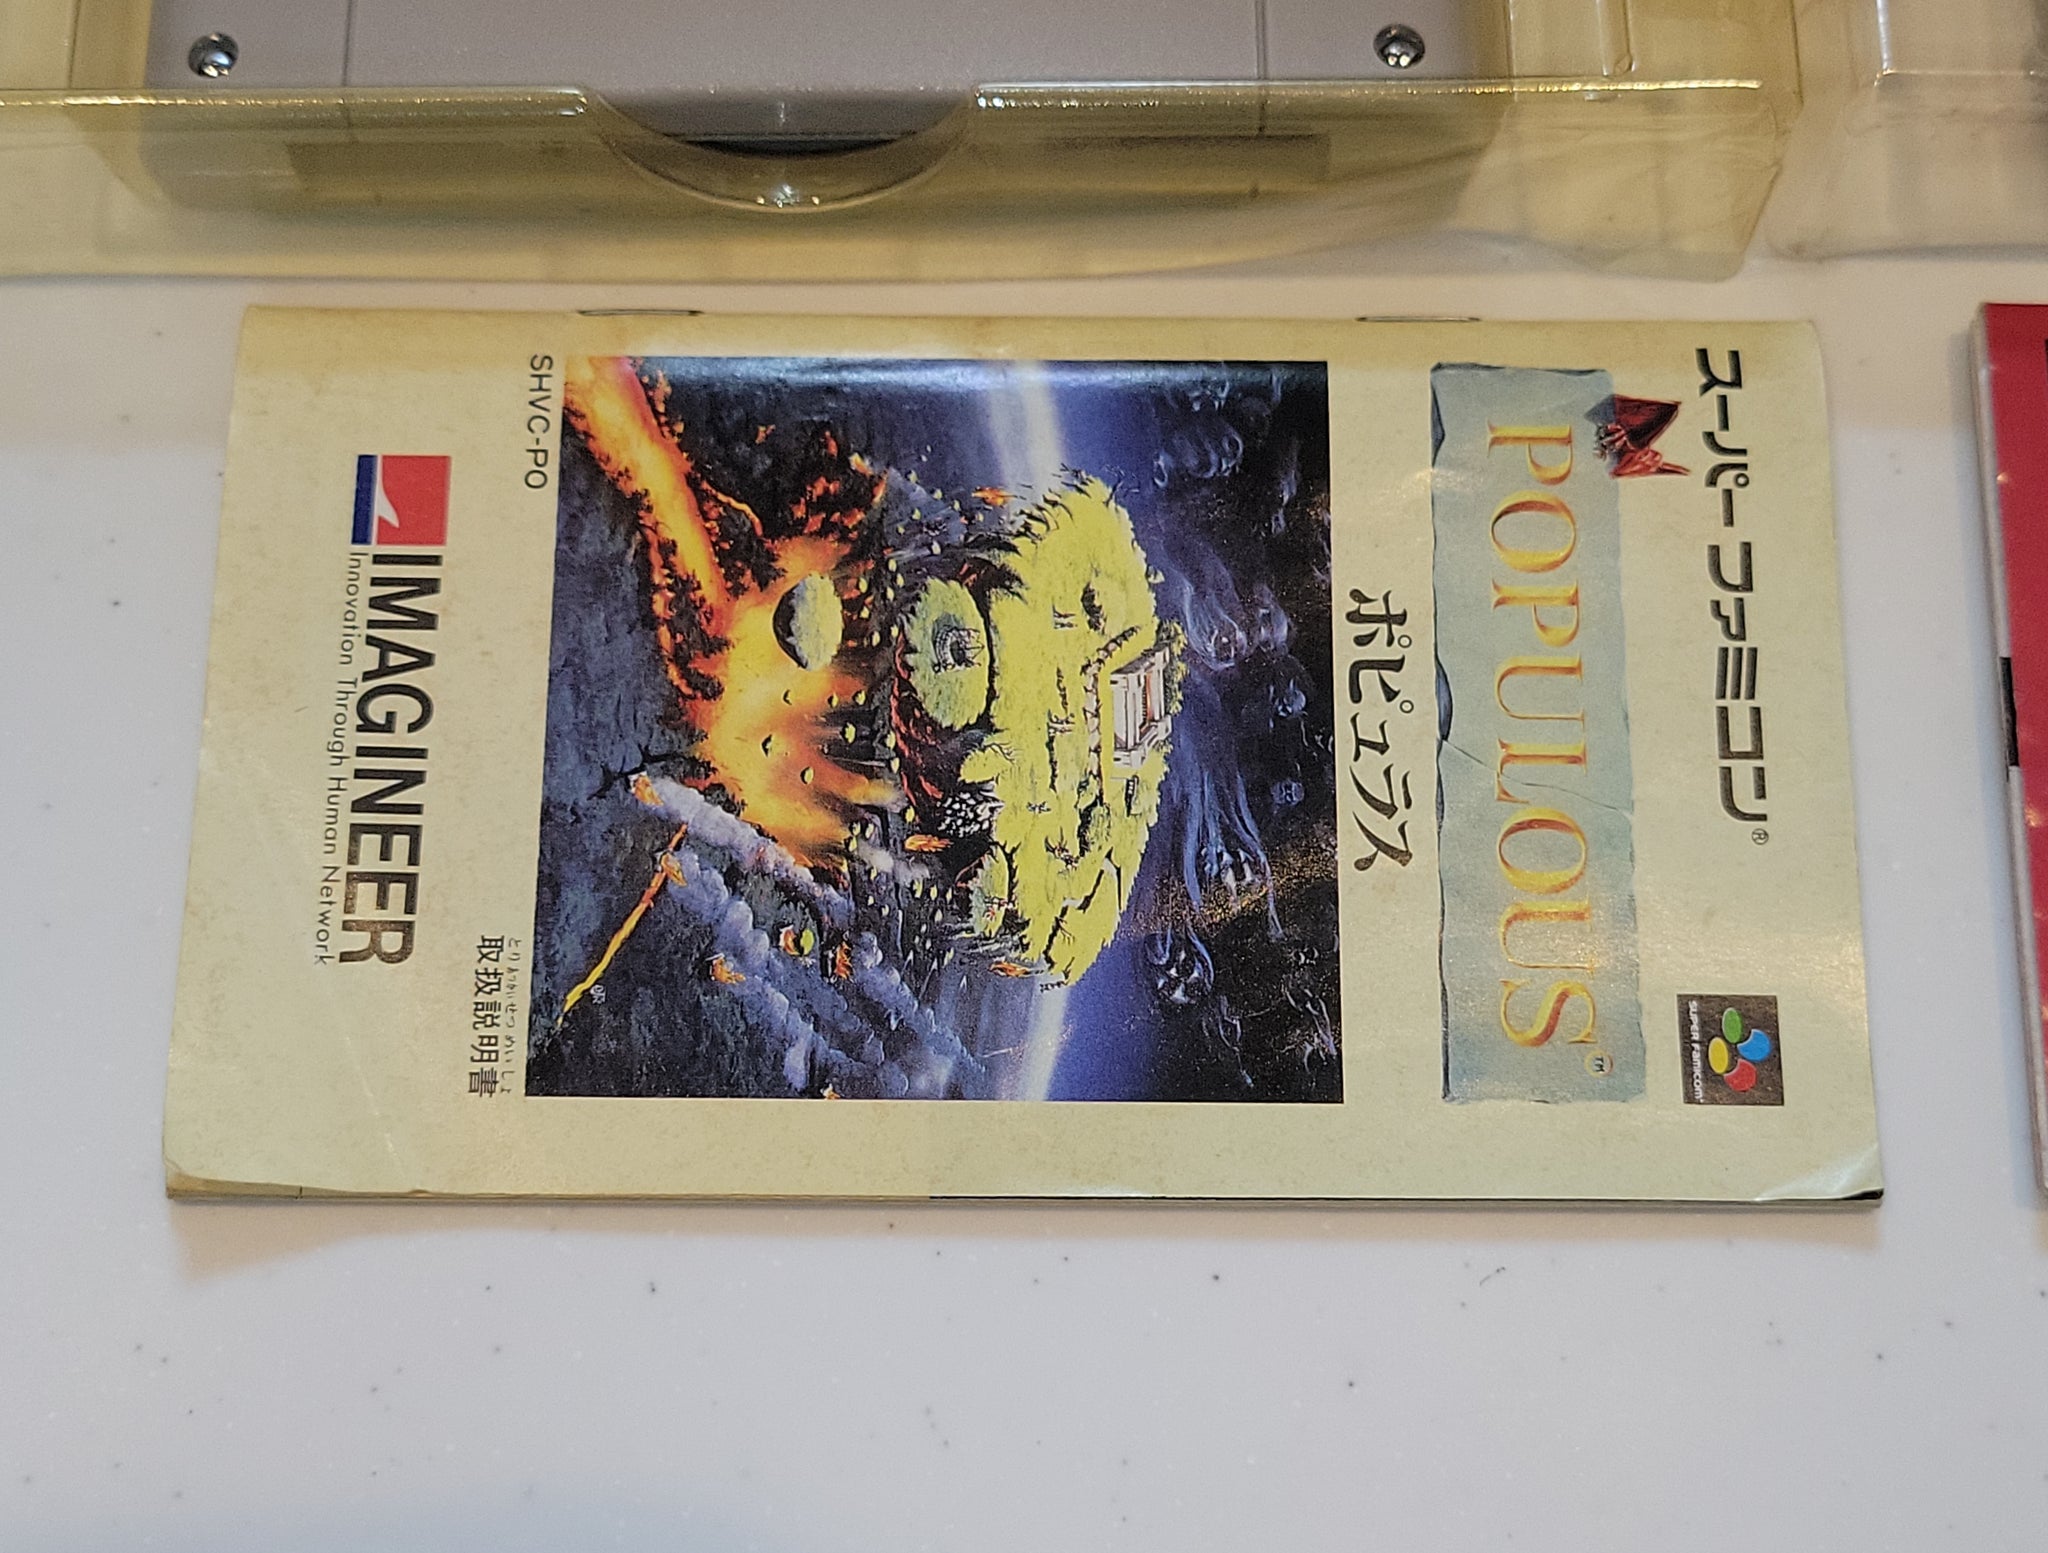 スーパーファミコン®
SUPER Famicom™
POPULOUS™
ポピュラス
SHVC-PO
とりあつかいせつめいしょ
取扱説明書
IMAGINEER
Innovation Through Human Network